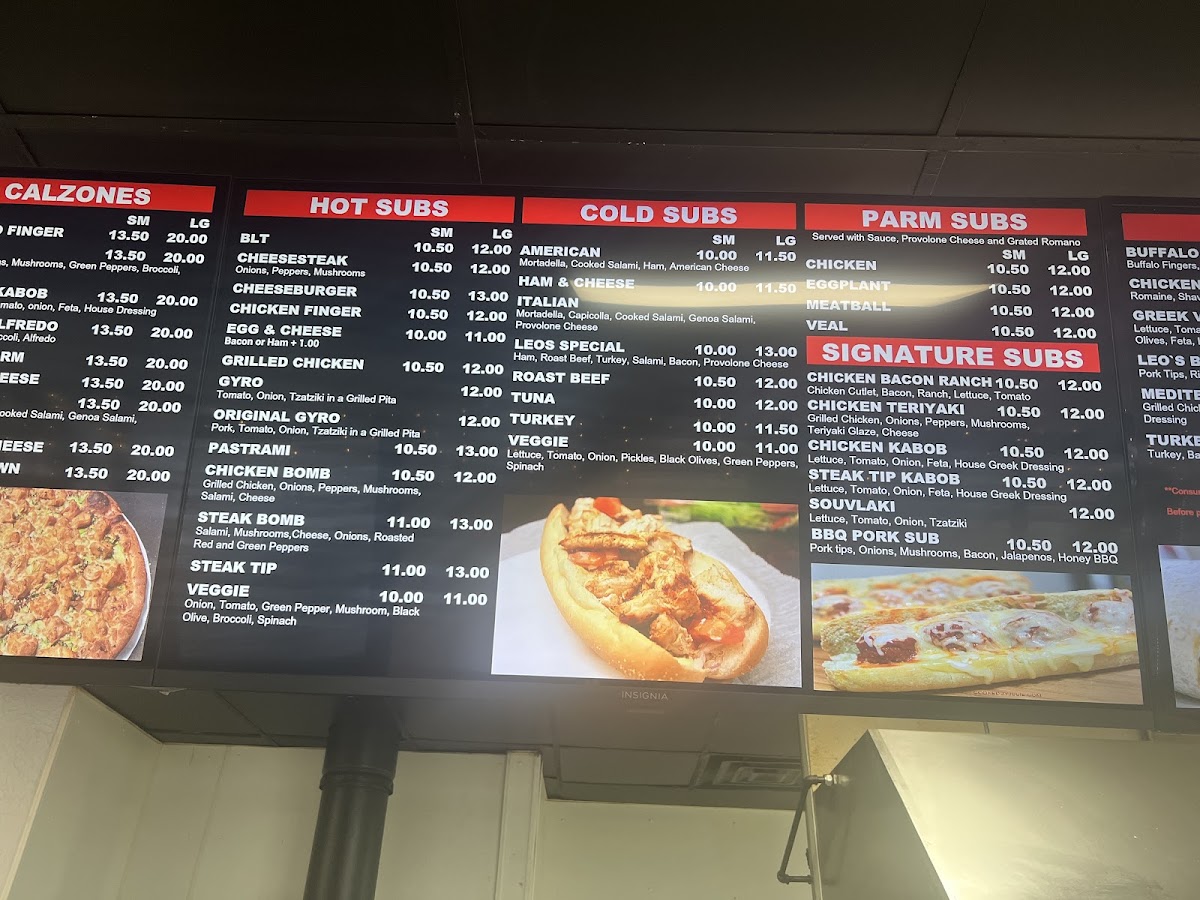 CALZONES
SM LG
FINGER 13.50 20.00
13.50 20.00
Mushrooms, Green Peppers, Broccoli,
KABOB 13.50 20.00
onion, Feta, House Dressing
13.50 20.00
Alfredo
13.50 20.00
13.50 20.00
13.50 20.00
Cooked Salami, Genoa Salami,
13.50 20.00
13.50 20.00
HOT SUBS
SM LG
BLT 10.50 12.00
CHEESESTEAK 10.50 12.00
Onions, Peppers, Mushrooms
CHEESEBURGER 10.50 13.00
CHICKEN FINGER 10.50 12.00
EGG & CHEESE 10.00 11.00
Bacon or Ham + 1.00
GRILLED CHICKEN 10.50 12.00
GYRO 12.00
Tomato, Onion, Tzatziki in a Grilled Pita
ORIGINAL GYRO 12.00
Pork, Tomato, Onion, Tzatziki in a Grilled Pita
PASTRAMI 10.50 13.00
CHICKEN BOMB 10.50 12.00
Grilled Chicken, Onions, Peppers, Mushrooms,
Salami, Cheese
STEAK BOMB 11.00 13.00
Salami, Mushrooms,Cheese, Onions, Roasted
Red and Green Peppers
STEAK TIP 11.00 13.00
VEGGIE 10.00 11.00
Onion, Tomato, Green Pepper, Mushroom, Black
Olive, Broccoli, Spinach
COLD SUBS
SM LG
AMERICAN 10.00 11.50
Mortadella, Cooked Salami, Ham, American Cheese
HAM & CHEESE 10.00 11.50
ITALIAN
Mortadella, Capicolla, Cooked Salami, Genoa Salami,
Provolone Cheese
LEOS SPECIAL 10.00 13.00
Ham, Roast Beef, Turkey, Salami, Bacon, Provolone Cheese
ROAST BEEF 10.50 12.00
TUNA 10.00 12.00
TURKEY 10.00 11.50
VEGGIE 10.00 11.00
Lettuce, Tomato, Onion, Pickles, Black Olives, Green Peppers,
Spinach
PARM SUBS
Served with Sauce, Provolone Cheese and Grated Romano
SM LG
CHICKEN 10.50 12.00
EGGPLANT 10.50 12.00
MEATBALL 10.50 12.00
VEAL 10.50 12.00
SIGNATURE SUBS
CHICKEN BACON RANCH 10.50 12.00
Chicken Cutlet, Bacon, Ranch, Lettuce, Tomato
CHICKEN TERIYAKI 10.50 12.00
Grilled Chicken, Onions, Peppers, Mushrooms,
Teriyaki Glaze, Cheese
CHICKEN KABOB 10.50 12.00
Lettuce, Tomato, Onion, Feta, House Greek Dressing
STEAK TIP KABOB 10.50 12.00
Lettuce, Tomato, Onion, Feta, House Greek Dressing
SOUVLAKI 12.00
Lettuce, Tomato, Onion, Tzatziki
BBQ PORK SUB 10.50 12.00
Pork tips, Onions, Mushrooms, Bacon, Jalapenos, Honey BBQ
BUFFALO
Buffalo Fingers,
CHICKEN
Romaine,
GREEK
Lettuce,
Olives, Feta,
LEO`S
Pork Tips,
Grilled
Dressing
Turkey,
Before
INSIGNIA